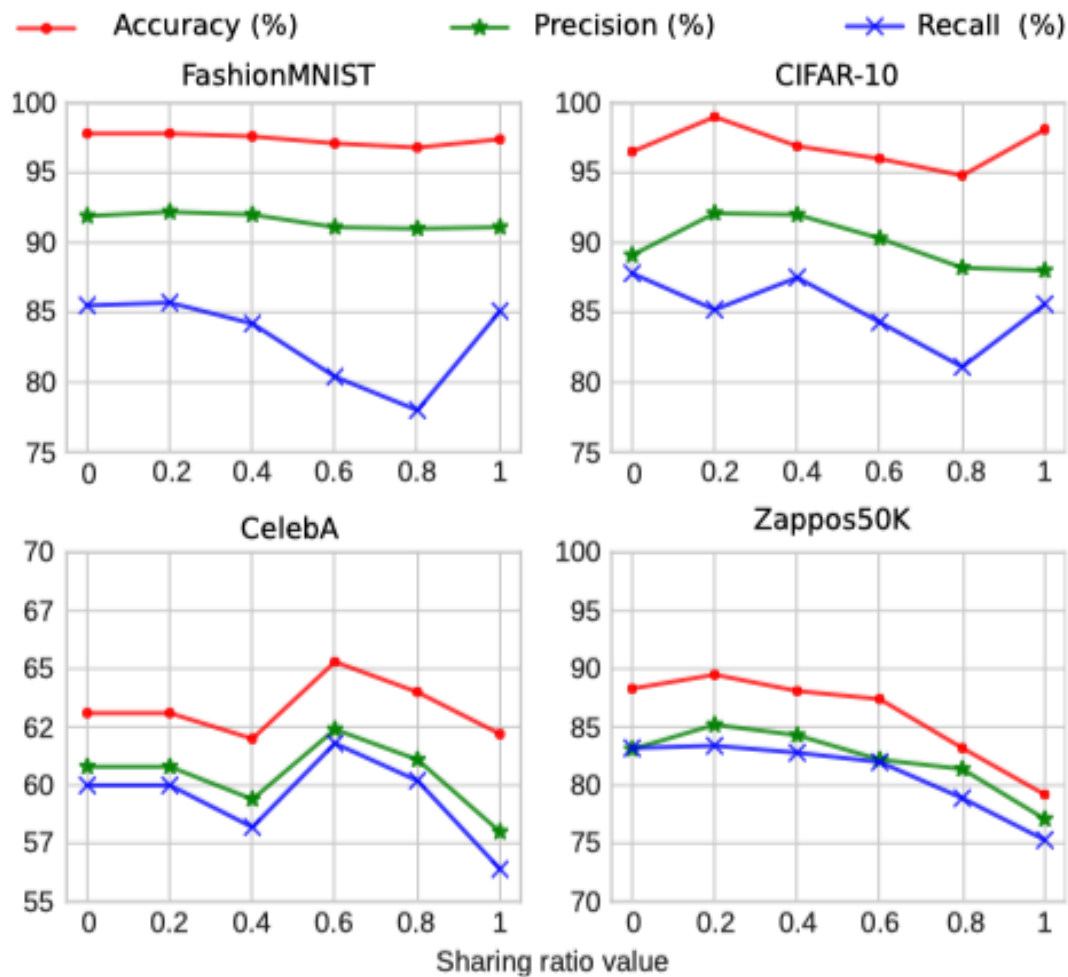 Accuracy (%) Precision (%) Recall (%)
FashionMNIST CIFAR-10
100 100
95 95
90 90
85 85
80 80
75 75
0 0.2 0.4 0.6 0.8 1 0 0.2 0.4 0.6 0.8 1
CelebA Zappos50K
70 100
67 95
65 90
62 85
60 80
57 75
55 70
0 0.2 0.4 0.6 0.8 1 0 0.2 0.4 0.6 0.8 1
Sharing ratio value